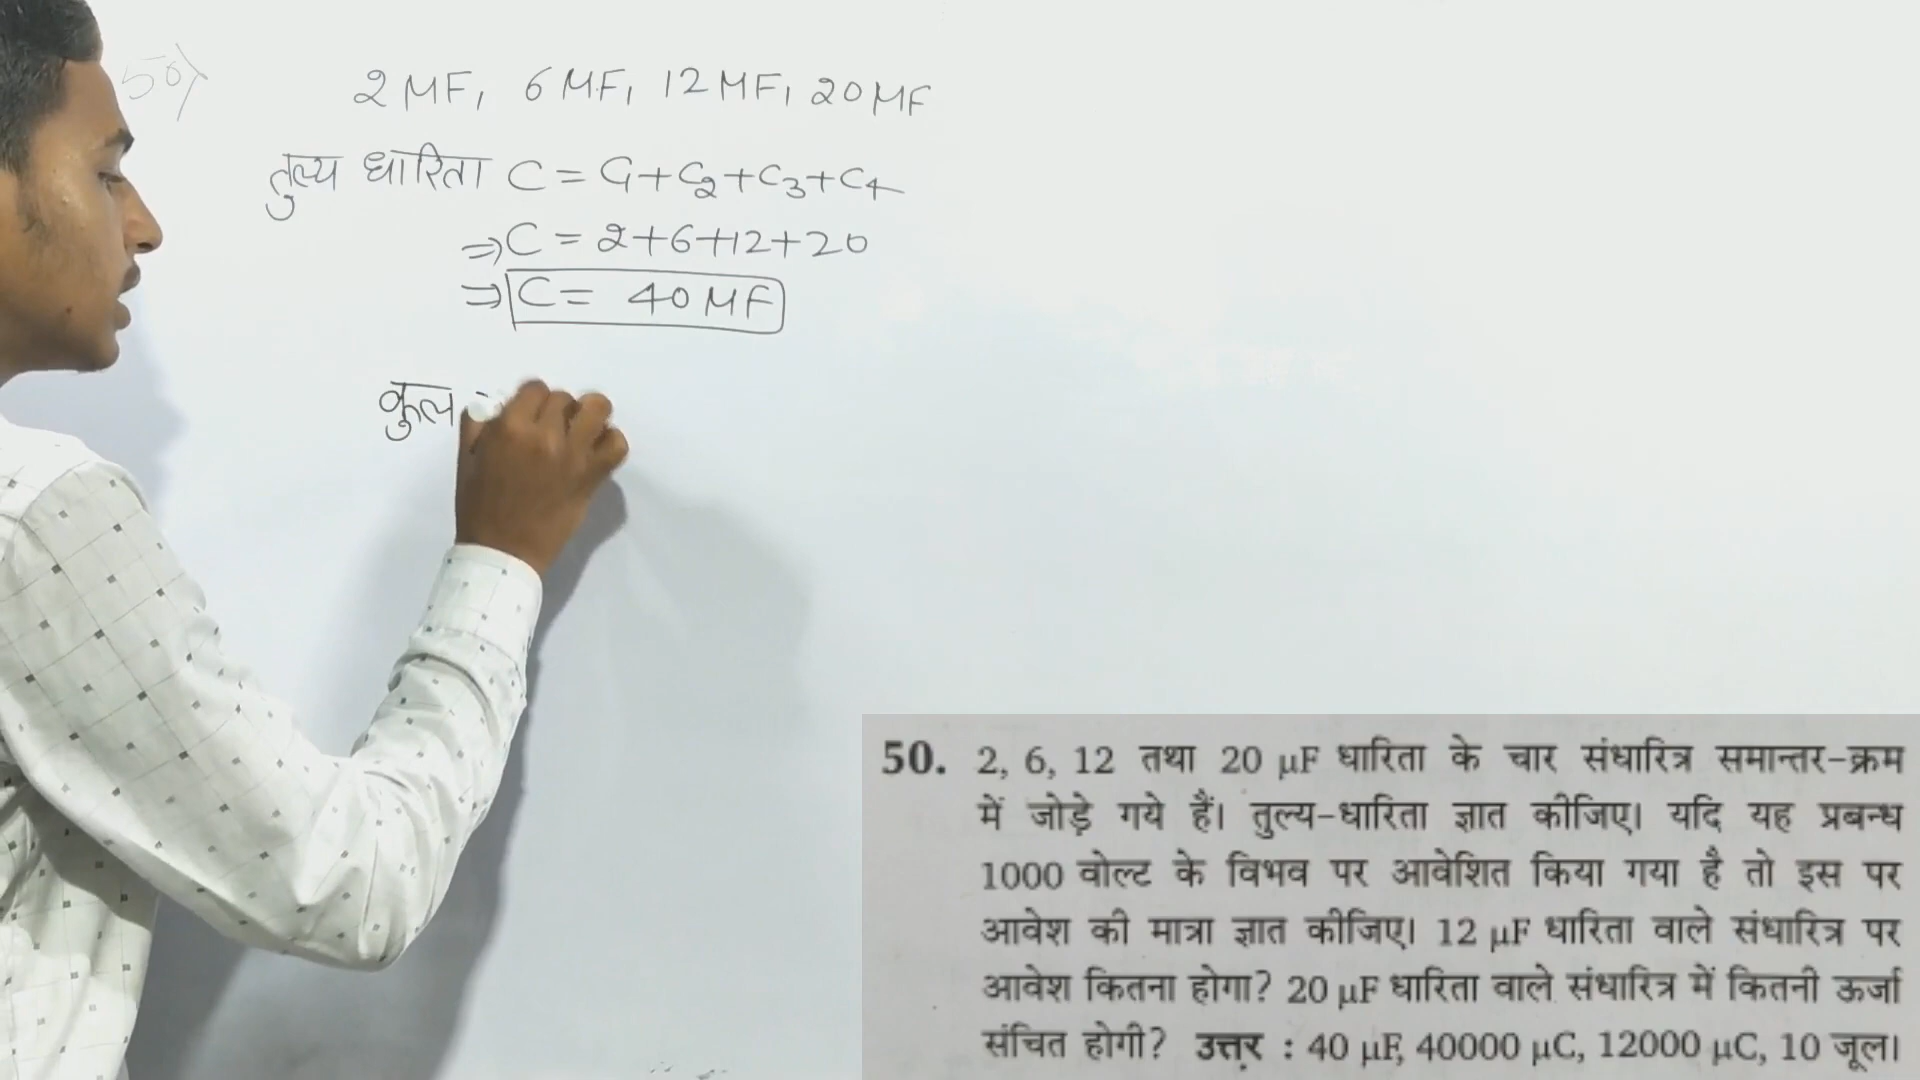 50)
2 MF, 6 MF, 12 MF, 20 MF
तुल्य धारिता C = C1+C2+C3+C4
⇒ C = 2+6+12+20
⇒ C = 40 MF
कुल
50. 2, 6, 12 तथा 20 μF धारिता के चार संधारित्र समान्तर-क्रम
में जोड़े गये हैं। तुल्य-धारिता ज्ञात कीजिए। यदि यह प्रबन्ध
1000 वोल्ट के विभव पर आवेशित किया गया है तो इस पर
आवेश की मात्रा ज्ञात कीजिए। 12 μF धारिता वाले संधारित्र पर
आवेश कितना होगा? 20 μF धारिता वाले संधारित्र में कितनी ऊर्जा
संचित होगी? उत्तर : 40 μF, 40000 μC, 12000 μC, 10 जूल।